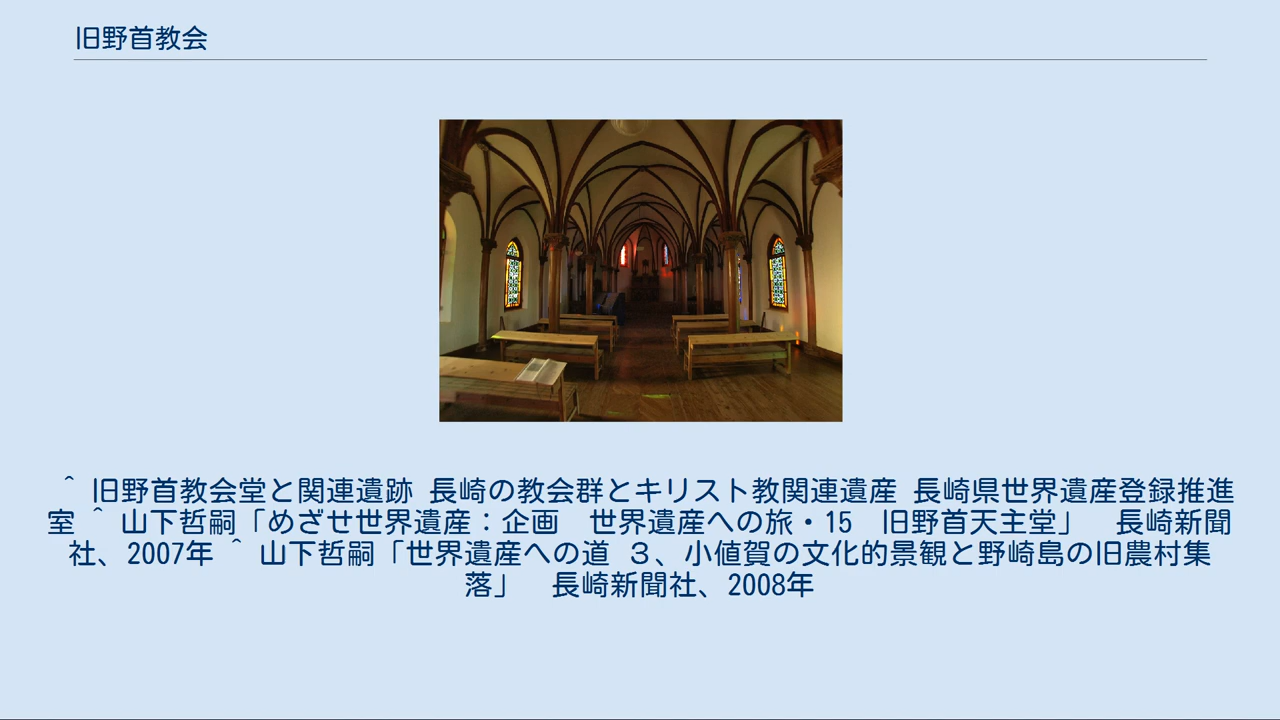 旧野首教会
^ 旧野首教会堂と関連遺跡 長崎の教会群とキリスト教関連遺産 長崎県世界遺産登録推進
室 ^ 山下哲嗣「めざせ世界遺産：企画　世界遺産への旅・15　旧野首天主堂」　長崎新聞
社、2007年 ^ 山下哲嗣「世界遺産への道 ３、小値賀の文化的景観と野崎島の旧農村集
落」　長崎新聞社、2008年